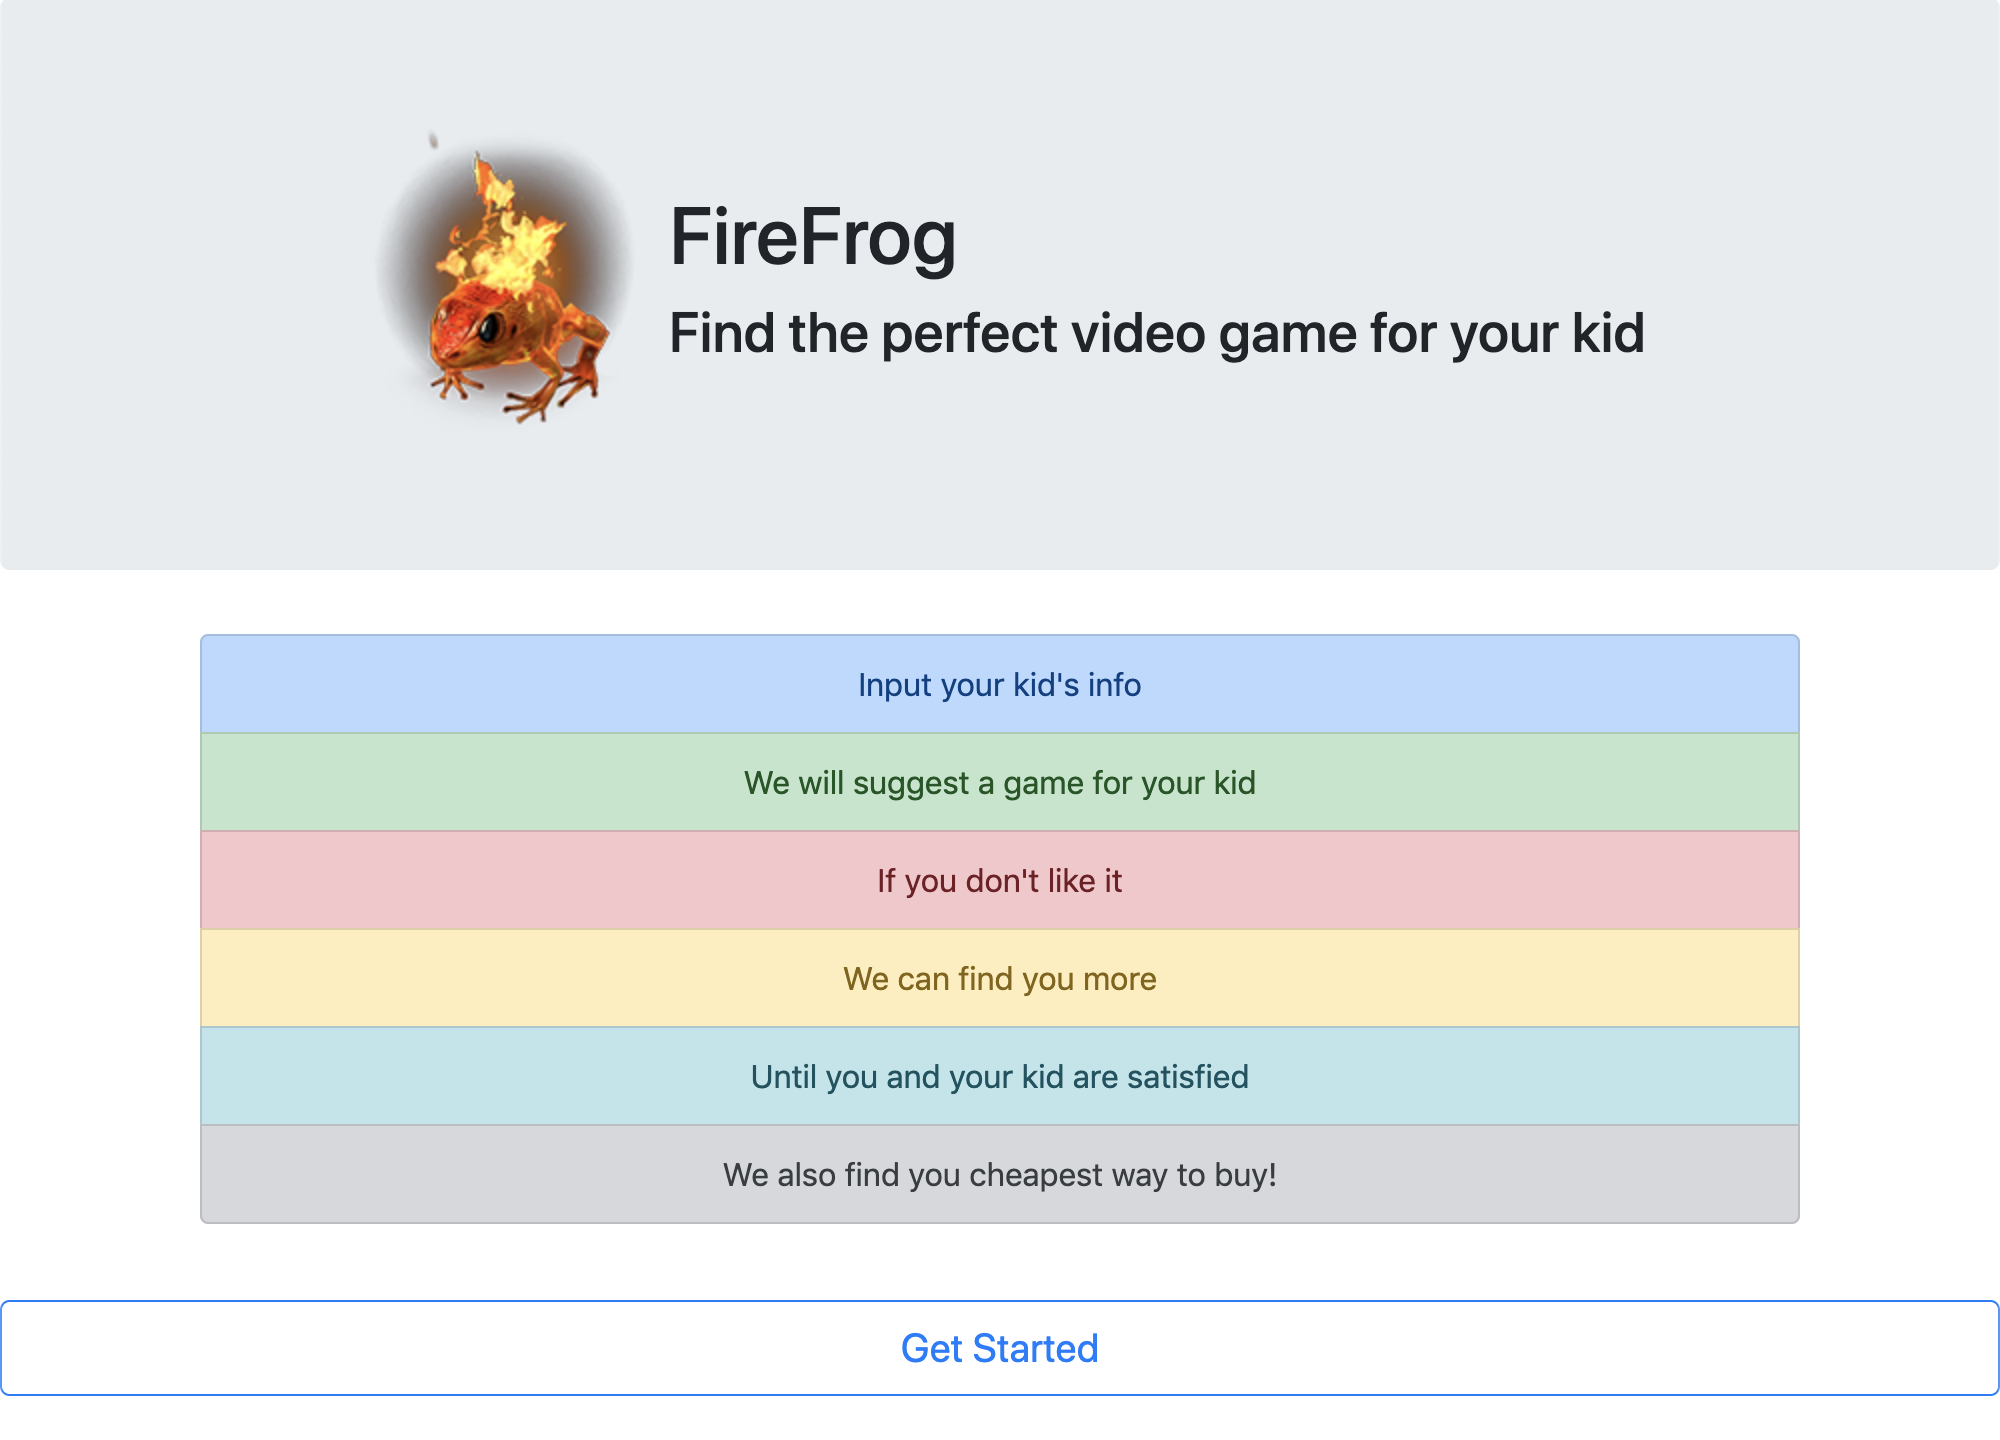 FireFrog
Find the perfect video game for your kid
Input your kid's info
We will suggest a game for your kid
If you don't like it
We can find you more
Until you and your kid are satisfied
We also find you cheapest way to buy!
Get Started